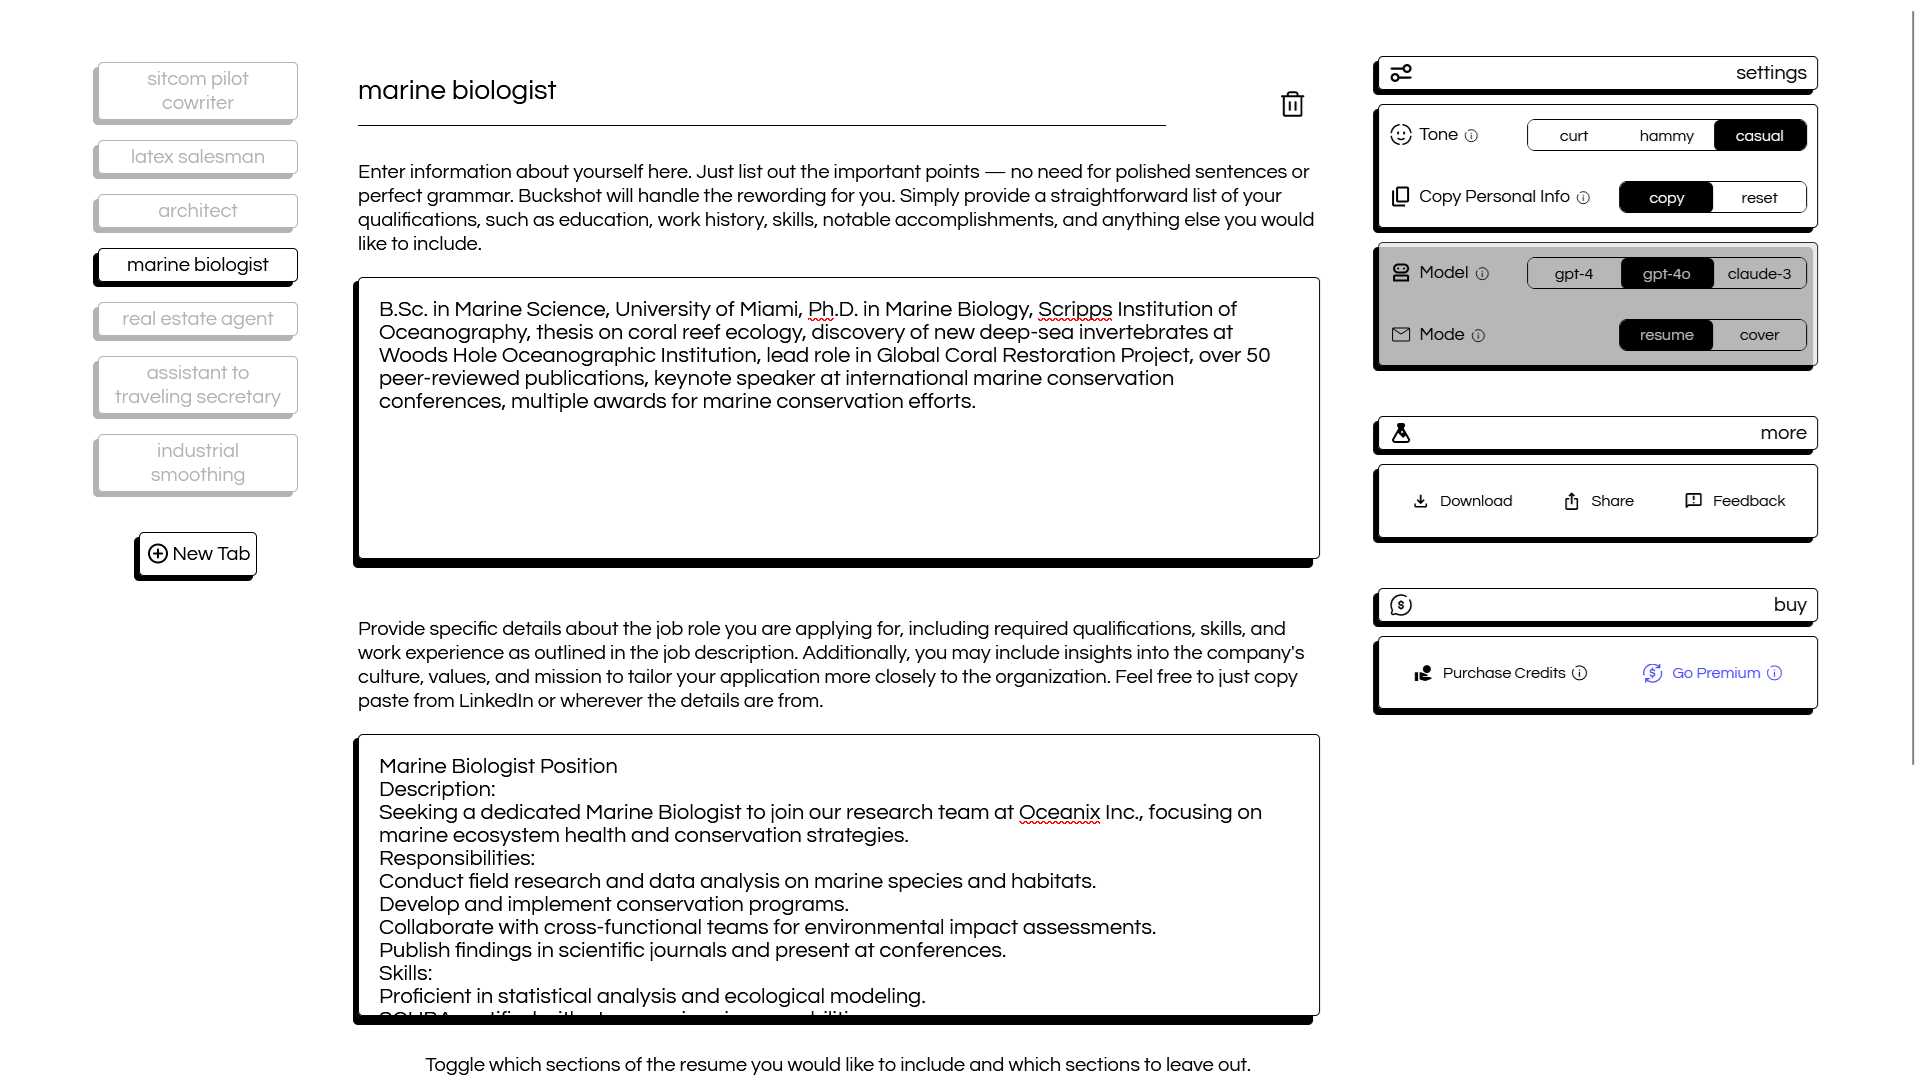 sitcom pilot
cowriter
latex salesman
architect
marine biologist
real estate agent
assistant to
traveling secretary
industrial
smoothing
New Tab
marine biologist
Enter information about yourself here. Just list out the important points — no need for polished sentences or
perfect grammar. Buckshot will handle the rewording for you. Simply provide a straightforward list of your
qualifications, such as education, work history, skills, notable accomplishments, and anything else you would
like to include.
B.Sc. in Marine Science, University of Miami, Ph.D. in Marine Biology, Scripps Institution of
Oceanography, thesis on coral reef ecology, discovery of new deep-sea invertebrates at
Woods Hole Oceanographic Institution, lead role in Global Coral Restoration Project, over 50
peer-reviewed publications, keynote speaker at international marine conservation
conferences, multiple awards for marine conservation efforts.
Provide specific details about the job role you are applying for, including required qualifications, skills, and
work experience as outlined in the job description. Additionally, you may include insights into the company's
culture, values, and mission to tailor your application more closely to the organization. Feel free to just copy
paste from LinkedIn or wherever the details are from.
Marine Biologist Position
Description:
Seeking a dedicated Marine Biologist to join our research team at Oceanix Inc., focusing on
marine ecosystem health and conservation strategies.
Responsibilities:
Conduct field research and data analysis on marine species and habitats.
Develop and implement conservation programs.
Collaborate with cross-functional teams for environmental impact assessments.
Publish findings in scientific journals and present at conferences.
Skills:
Proficient in statistical analysis and ecological modeling.
Toggle which sections of the resume you would like to include and which sections to leave out.
settings
Tone curt hammy casual
Copy Personal Info copy reset
Model gpt-4 gpt-4o claude-3
Mode resume cover
more
Download Share Feedback
buy
Purchase Credits Go Premium